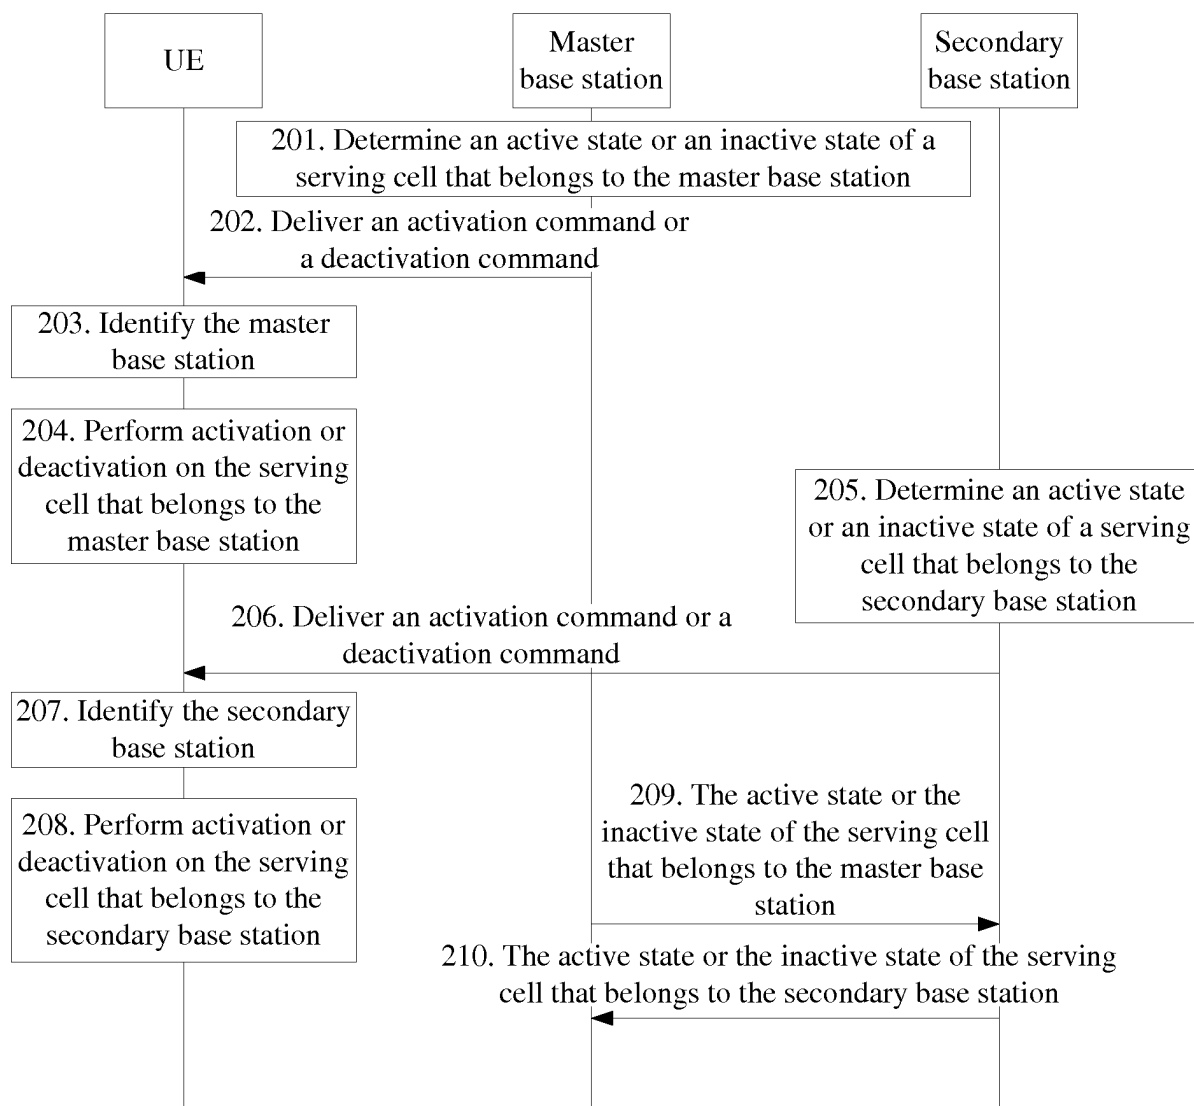 UE
Master
base station
Secondary
base station
201. Determine an active state or an inactive state of a
serving cell that belongs to the master base station
202. Deliver an activation command or
a deactivation command
203. Identify the master
base station
204. Perform activation or
deactivation on the serving
cell that belongs to the
master base station
205. Determine an active state
or an inactive state of a serving
cell that belongs to the
secondary base station
206. Deliver an activation command or a
deactivation command
207. Identify the secondary
base station
208. Perform activation or
deactivation on the serving
cell that belongs to the
secondary base station
209. The active state or the
inactive state of the serving cell
that belongs to the master base
station
210. The active state or the inactive state of the serving
cell that belongs to the secondary base station